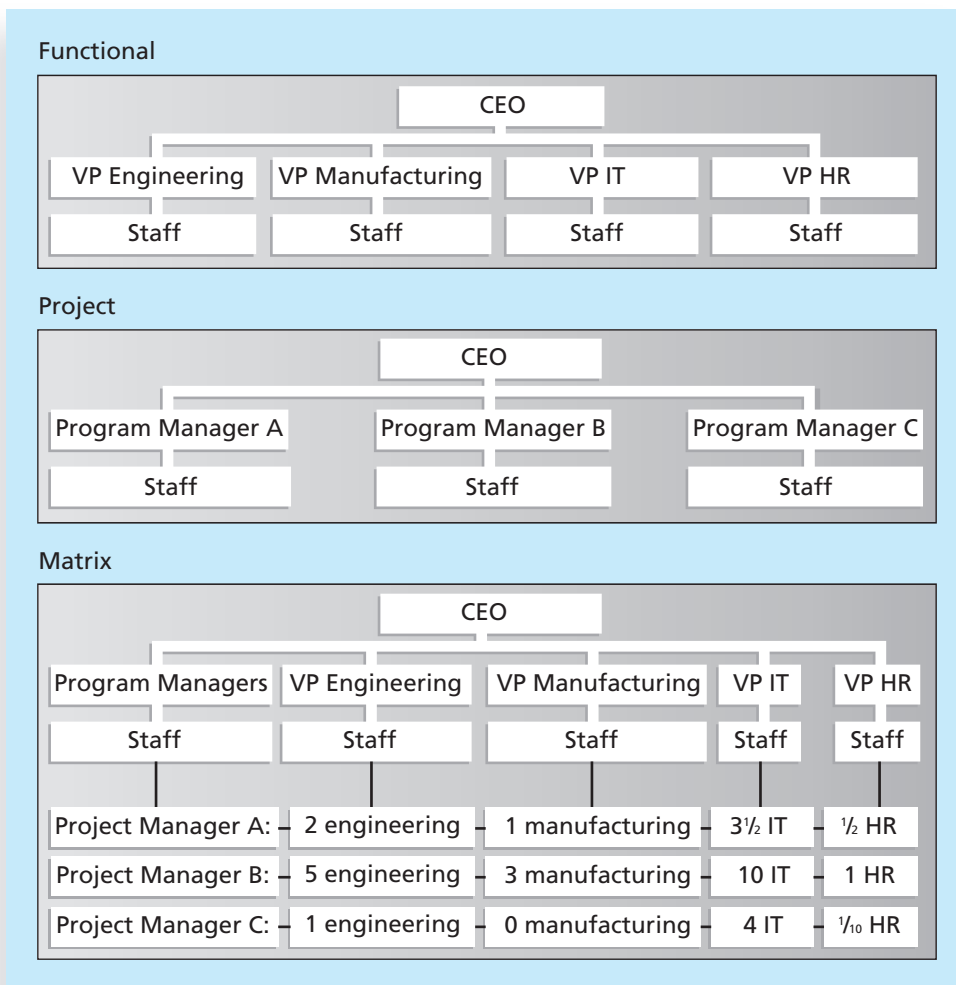 Functional
CEO
VP Engineering VP Manufacturing VP IT VP HR
Staff Staff Staff Staff
Project
CEO
Program Manager A Program Manager B Program Manager C
Staff Staff Staff
Matrix
CEO
Program Managers VP Engineering VP Manufacturing VP IT VP HR
Staff Staff Staff Staff Staff
Project Manager A: 2 engineering 1 manufacturing 3½ IT ½ HR
Project Manager B: 5 engineering 3 manufacturing 10 IT 1 HR
Project Manager C: 1 engineering 0 manufacturing 4 IT ⅒ HR